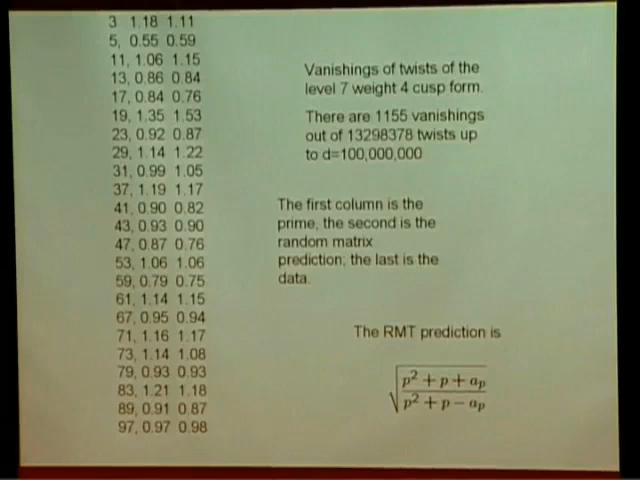 3 1.18 1.11
5, 0.55 0.59
11, 1.06 1.15
13, 0.86 0.84
17, 0.84 0.76
19, 1.35 1.53
23, 0.92 0.87
29, 1.14 1.22
31, 0.99 1.05
37, 1.19 1.17
41, 0.90 0.82
43, 0.93 0.90
47, 0.87 0.76
53, 1.06 1.06
59, 0.79 0.75
61, 1.14 1.15
67, 0.95 0.94
71, 1.16 1.17
73, 1.14 1.08
79, 0.93 0.93
83, 1.21 1.18
89, 0.91 0.87
97, 0.97 0.98
Vanishings of twists of the
level 7 weight 4 cusp form.
There are 1155 vanishings
out of 13298378 twists up
to d=100,000,000
The first column is the
prime, the second is the
random matrix
prediction; the last is the
data.
The RMT prediction is
√
p² + p + aₚ
p² + p − aₚ